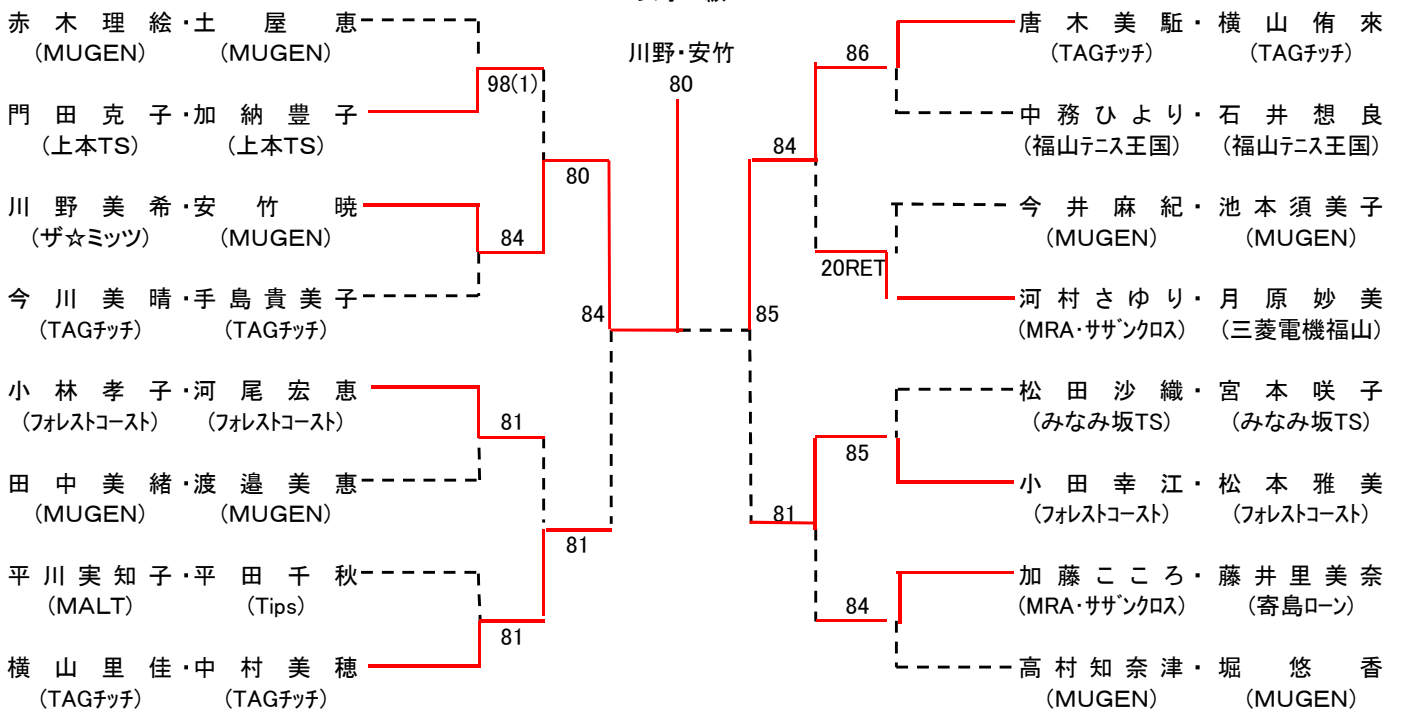 川野・安竹
80
赤木理絵・土屋恵
(MUGEN) (MUGEN)
98(1)
門田克子・加納豊子
(上本TS) (上本TS)
80
川野美希・安竹暁
(ザ☆ミッツ) (MUGEN)
84
今川美晴・手島貴美子
(TAGチッチ) (TAGチッチ)
84
小林孝子・河尾宏恵
(フォレストコースト) (フォレストコースト)
81
田中美緒・渡邉美恵
(MUGEN) (MUGEN)
81
平川実知子・平田千秋
(MALT) (Tips)
81
横山里佳・中村美穂
(TAGチッチ) (TAGチッチ)
唐木美駈・横山侑來
(TAGチッチ) (TAGチッチ)
86
中務ひより・石井想良
(福山テニス王国) (福山テニス王国)
84
今井麻紀・池本須美子
(MUGEN) (MUGEN)
20RET
河村さゆり・月原妙美
(MRA・サザンクロス) (三菱電機福山)
85
松田沙織・宮本咲子
(みなみ坂TS) (みなみ坂TS)
85
小田幸江・松本雅美
(フォレストコースト) (フォレストコースト)
81
加藤こころ・藤井里美奈
(MRA・サザンクロス) (寄島ローン)
84
高村知奈津・堀悠香
(MUGEN) (MUGEN)